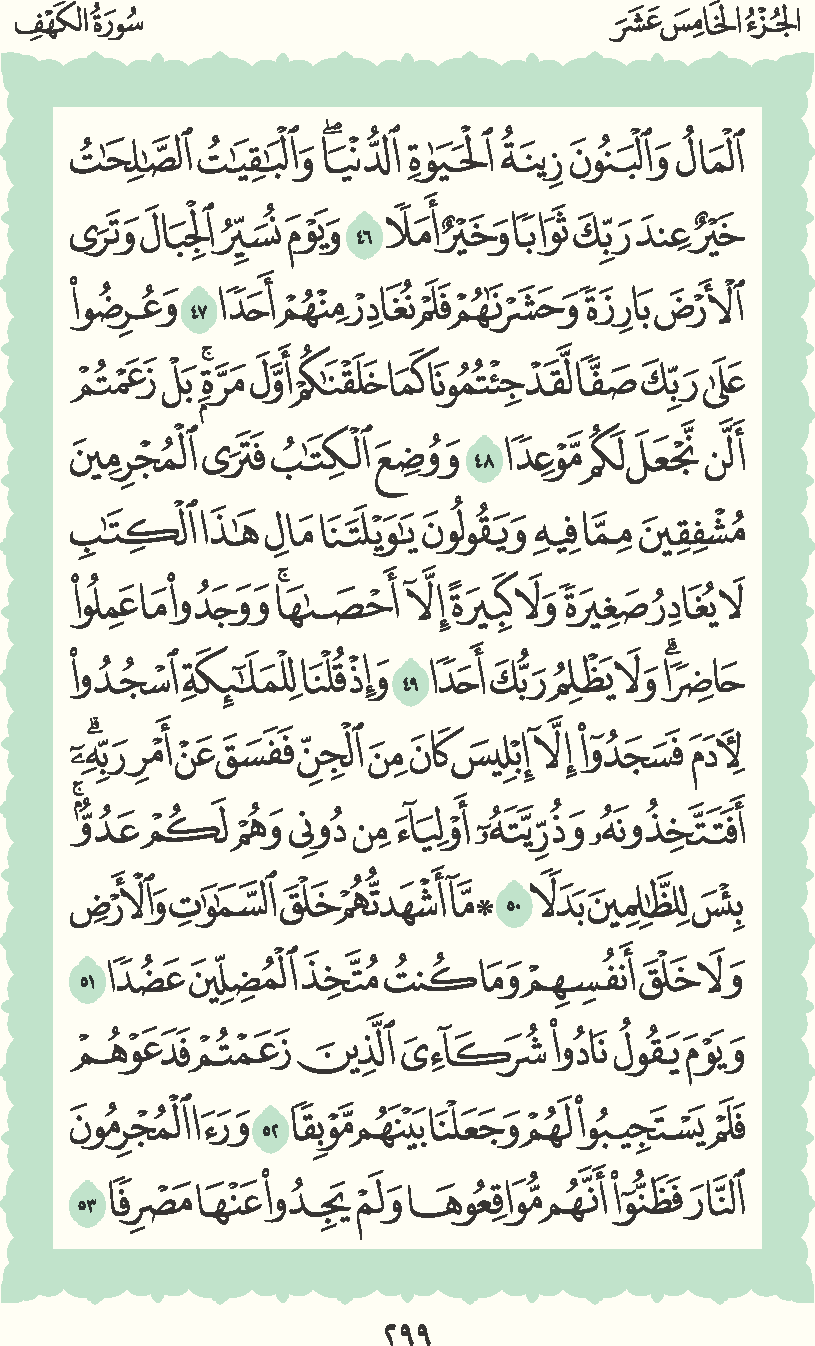 الجُزْءُ الخَامِسَ عَشَرَ
سُورَةُ الكَهْفِ
ٱلْمَالُ وَٱلْبَنُونَ زِينَةُ ٱلْحَيَوٰةِ ٱلدُّنْيَاۖ وَٱلْبَٰقِيَٰتُ ٱلصَّٰلِحَٰتُ
خَيْرٌ عِندَ رَبِّكَ ثَوَابًا وَخَيْرٌ أَمَلًا ٤٦ وَيَوْمَ نُسَيِّرُ ٱلْجِبَالَ وَتَرَى
ٱلْأَرْضَ بَارِزَةً وَحَشَرْنَٰهُمْ فَلَمْ نُغَادِرْ مِنْهُمْ أَحَدًا ٤٧ وَعُرِضُوا۟
عَلَىٰ رَبِّكَ صَفًّا لَّقَدْ جِئْتُمُونَا كَمَا خَلَقْنَٰكُمْ أَوَّلَ مَرَّةٍۭۚ بَلْ زَعَمْتُمْ
أَلَّن نَّجْعَلَ لَكُم مَّوْعِدًا ٤٨ وَوُضِعَ ٱلْكِتَٰبُ فَتَرَى ٱلْمُجْرِمِينَ
مُشْفِقِينَ مِمَّا فِيهِ وَيَقُولُونَ يَٰوَيْلَتَنَا مَالِ هَٰذَا ٱلْكِتَٰبِ
لَا يُغَادِرُ صَغِيرَةً وَلَا كَبِيرَةً إِلَّآ أَحْصَىٰهَاۚ وَوَجَدُوا۟ مَا عَمِلُوا۟
حَاضِرًاۗ وَلَا يَظْلِمُ رَبُّكَ أَحَدًا ٤٩ وَإِذْ قُلْنَا لِلْمَلَٰٓئِكَةِ ٱسْجُدُوا۟
لِـَٔادَمَ فَسَجَدُوٓا۟ إِلَّآ إِبْلِيسَ كَانَ مِنَ ٱلْجِنِّ فَفَسَقَ عَنْ أَمْرِ رَبِّهِۦٓۗ
أَفَتَتَّخِذُونَهُۥ وَذُرِّيَّتَهُۥٓ أَوْلِيَآءَ مِن دُونِى وَهُمْ لَكُمْ عَدُوٌّۢۚ
بِئْسَ لِلظَّٰلِمِينَ بَدَلًا ٥٠ * مَّآ أَشْهَدتُّهُمْ خَلْقَ ٱلسَّمَٰوَٰتِ وَٱلْأَرْضِ
وَلَا خَلْقَ أَنفُسِهِمْ وَمَا كُنتُ مُتَّخِذَ ٱلْمُضِلِّينَ عَضُدًا ٥١
وَيَوْمَ يَقُولُ نَادُوا۟ شُرَكَآءِىَ ٱلَّذِينَ زَعَمْتُمْ فَدَعَوْهُمْ
فَلَمْ يَسْتَجِيبُوا۟ لَهُمْ وَجَعَلْنَا بَيْنَهُم مَّوْبِقًا ٥٢ وَرَءَا ٱلْمُجْرِمُونَ
ٱلنَّارَ فَظَنُّوٓا۟ أَنَّهُم مُّوَاقِعُوهَا وَلَمْ يَجِدُوا۟ عَنْهَا مَصْرِفًا ٥٣
٢٩٩